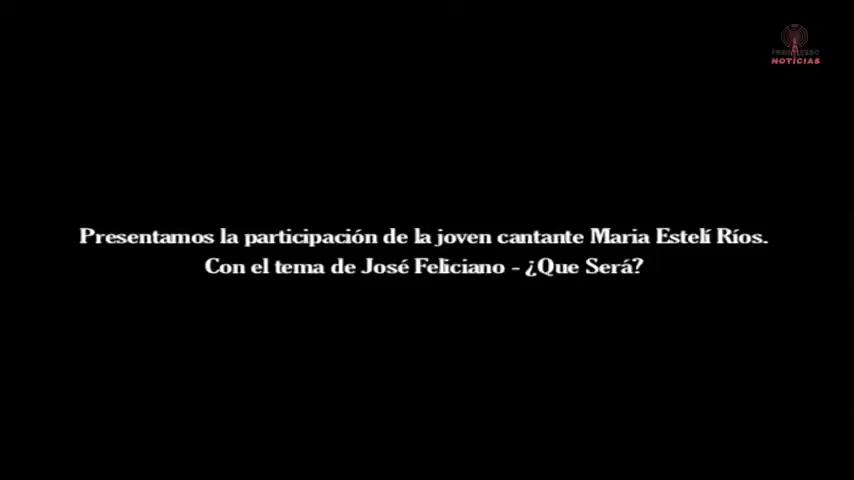 NOTICIAS
Presentamos la participación de la joven cantante Maria Estelí Ríos.
Con el tema de José Feliciano - ¿Que Será?